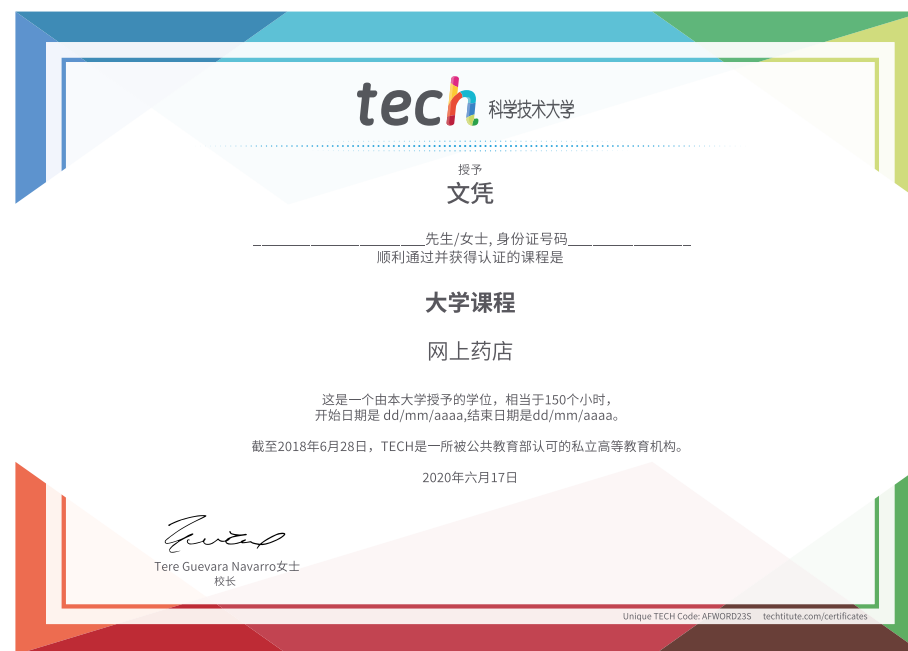 tech 科学技术大学
授予
文凭
________________________先生/女士, 身份证号码_________________
顺利通过并获得认证的课程是
大学课程
网上药店
这是一个由本大学授予的学位，相当于150个小时，
开始日期是 dd/mm/aaaa,结束日期是dd/mm/aaaa。
截至2018年6月28日，TECH是一所被公共教育部认可的私立高等教育机构。
2020年六月17日
Tere Guevara Navarro女士
校长
Unique TECH Code: AFWORD23S techtitute.com/certificates